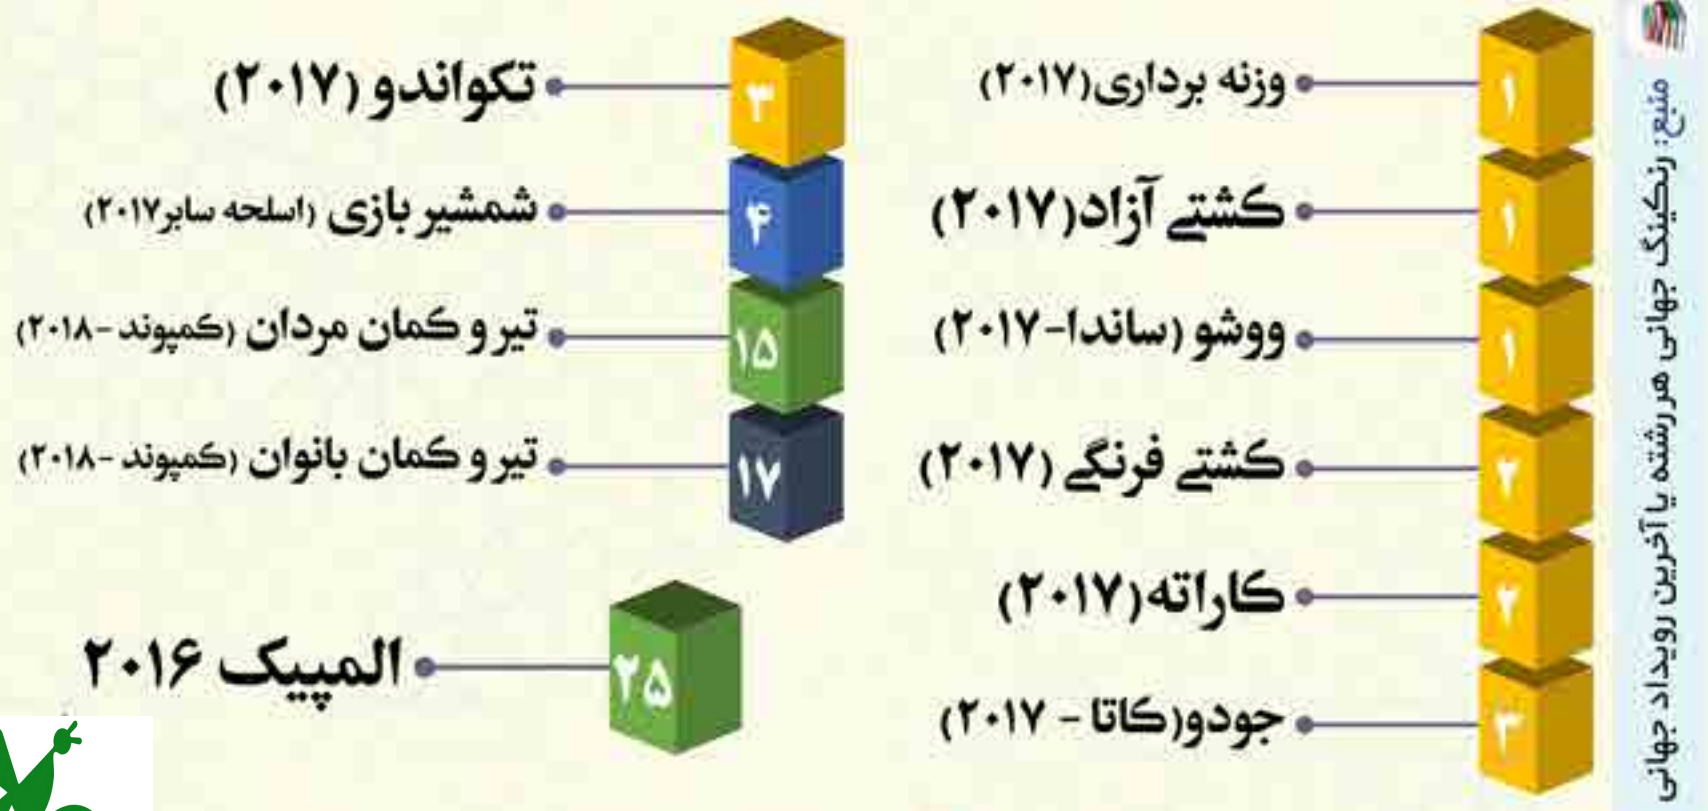 ۱ وزنه برداری(۲۰۱۷)
۱ کشتی آزاد(۲۰۱۷)
۱ ووشو (ساندا-۲۰۱۷)
۲ کشتی فرنگی (۲۰۱۷)
۲ کاراته(۲۰۱۷)
۳ جودو(کاتا - ۲۰۱۷)
۳ تکواندو (۲۰۱۷)
۴ شمشیر بازی (اسلحه سابر۲۰۱۷)
۱۵ تیر و کمان مردان (کمپوند -۲۰۱۸)
۱۷ تیر و کمان بانوان (کمپوند -۲۰۱۸)
۲۵ المپیک ۲۰۱۶
منبع: رنکینگ جهانی هررشته یا آخرین رویداد جهانی